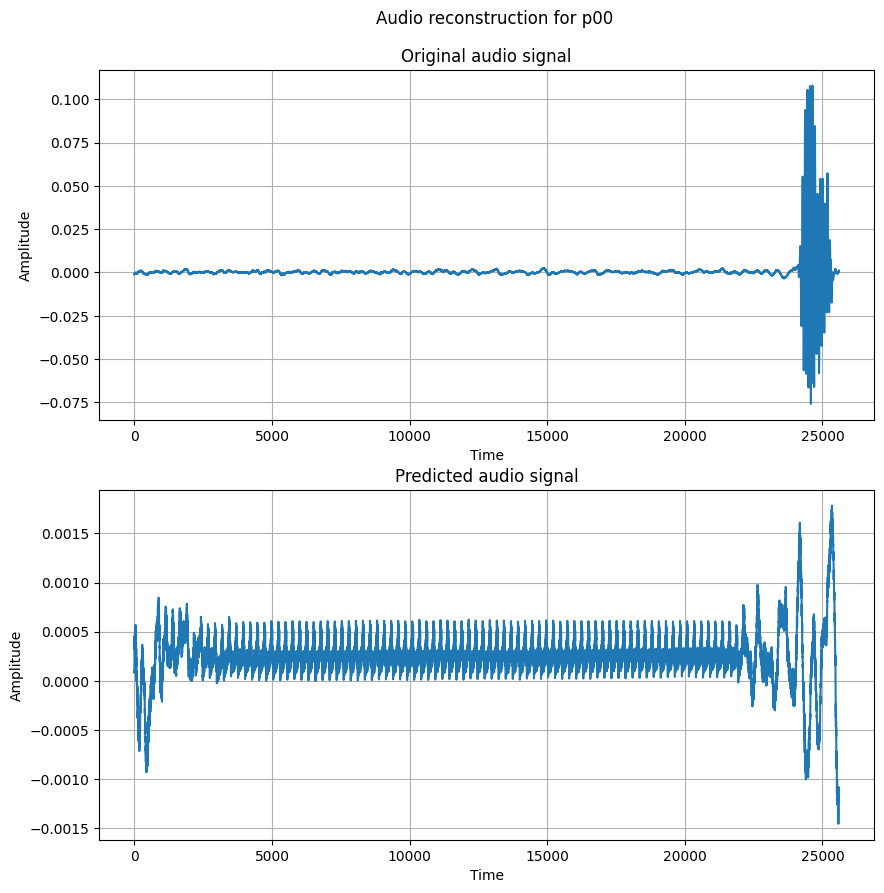 Audio reconstruction for p00
Original audio signal
Amplitude
0.100
0.075
0.050
0.025
0.000
−0.025
−0.050
−0.075
0 5000 10000 15000 20000 25000
Time
Predicted audio signal
Amplitude
0.0015
0.0010
0.0005
0.0000
−0.0005
−0.0010
−0.0015
0 5000 10000 15000 20000 25000
Time